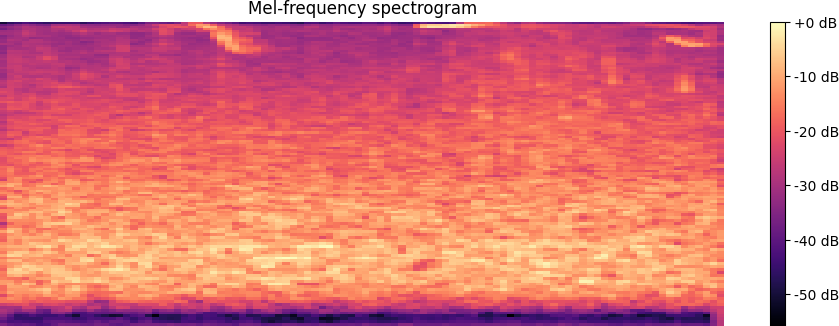 Mel-frequency spectrogram
+0 dB
-10 dB
-20 dB
-30 dB
-40 dB
-50 dB